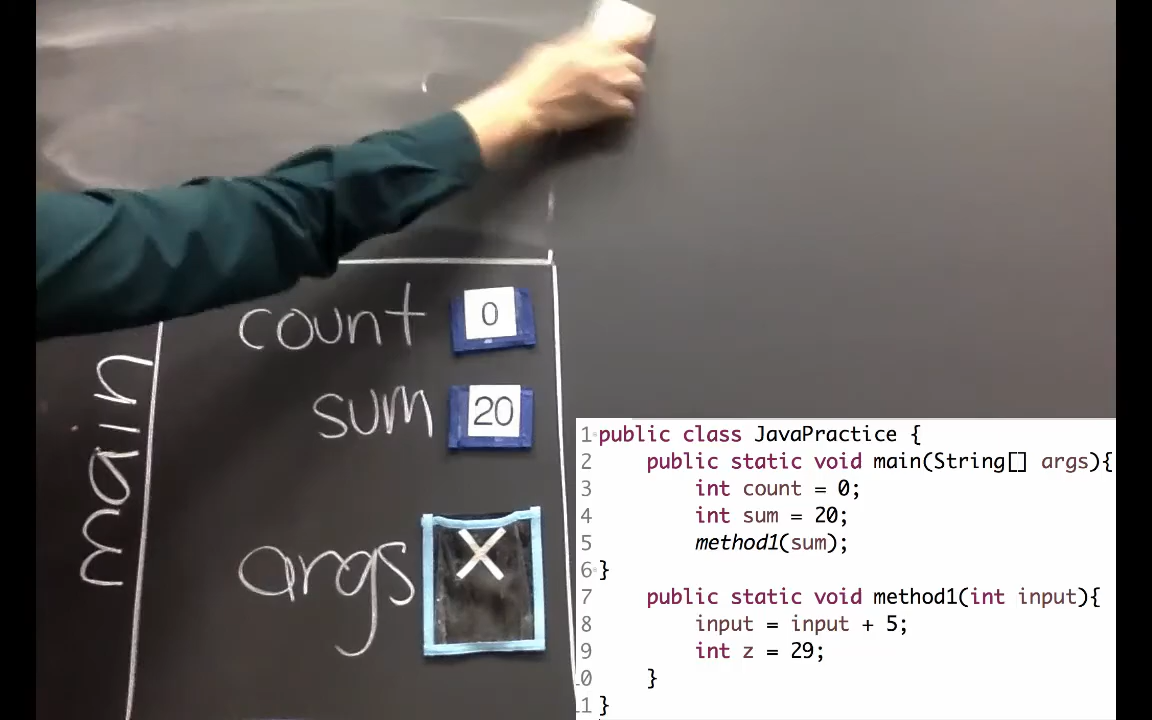 count 0
sum 20
main
args X
1 public class JavaPractice {
2 public static void main(String[] args){
3 int count = 0;
4 int sum = 20;
5 method1(sum);
6 }
7 public static void method1(int input){
8 input = input + 5;
9 int z = 29;
10 }
11 }